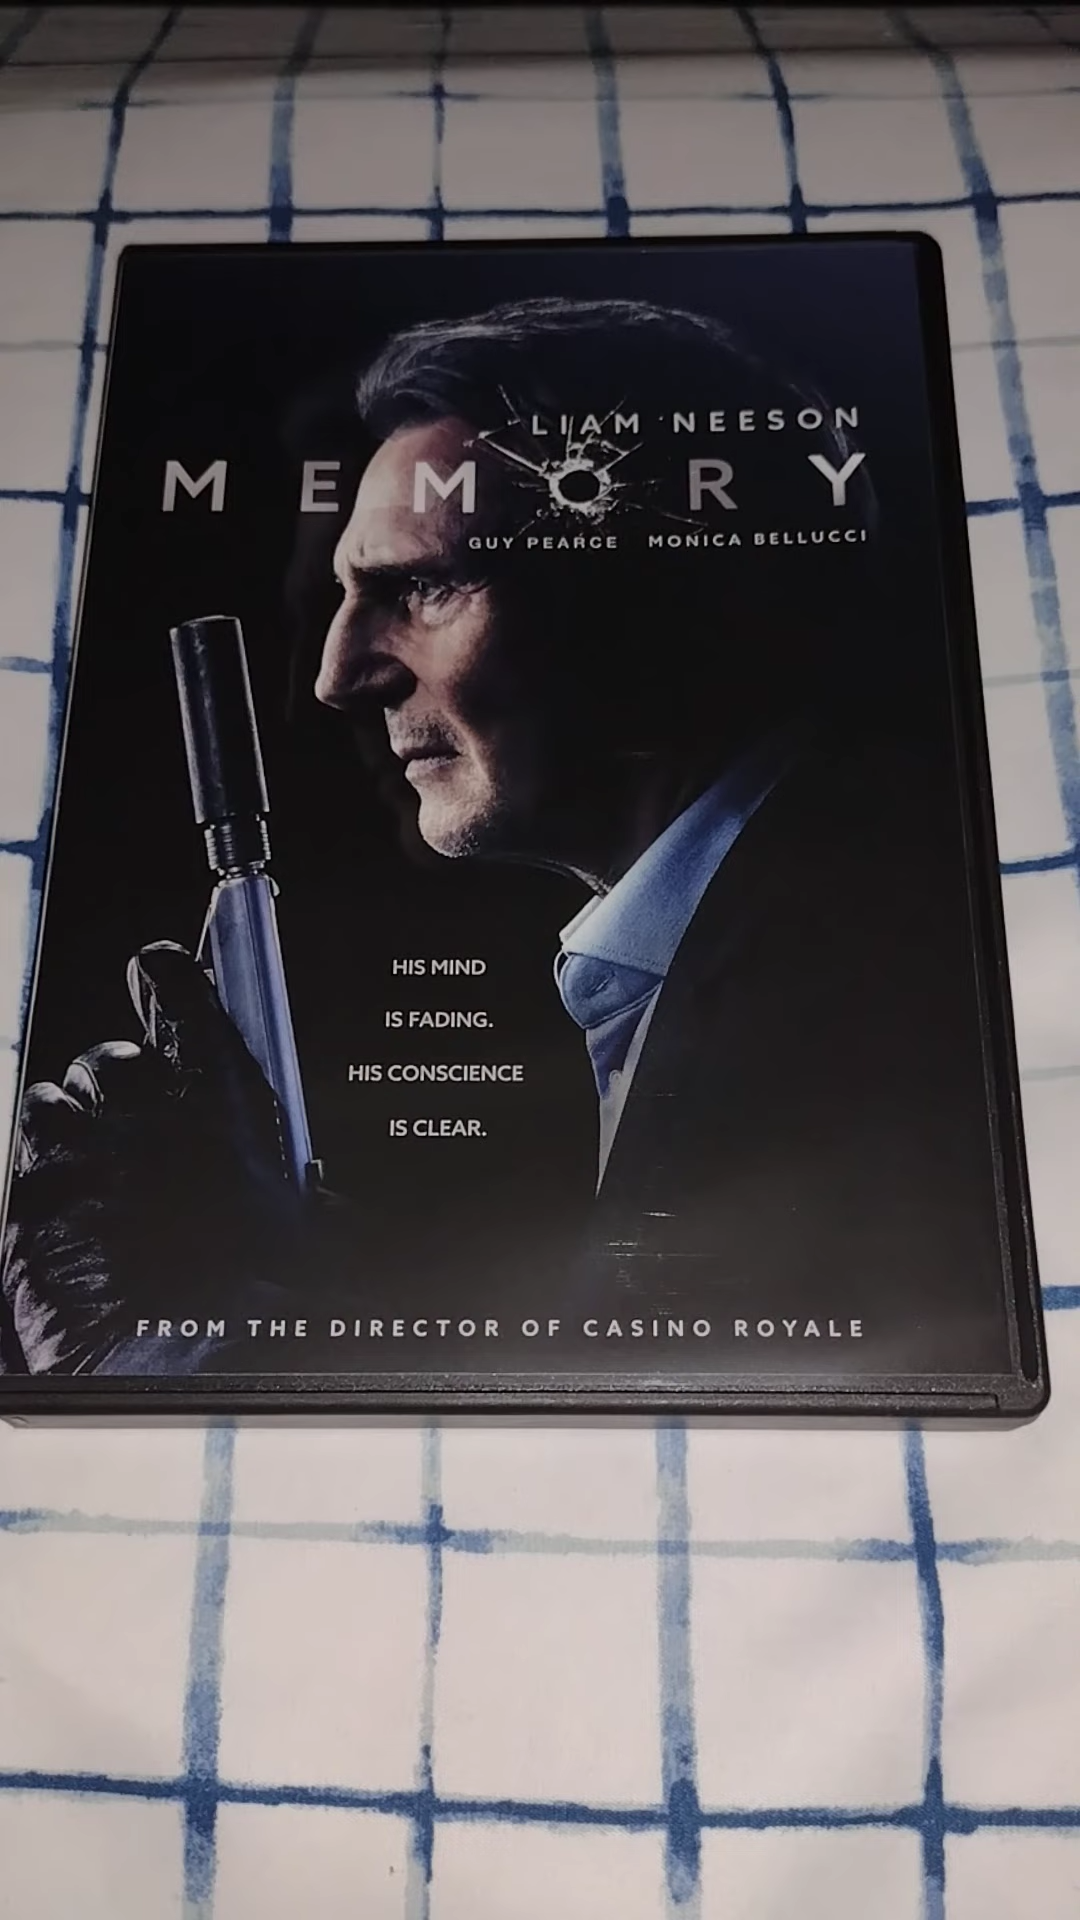 LIAM NEESON
MEMORY
GUY PEARCE MONICA BELLUCCI
HIS MIND
IS FADING.
HIS CONSCIENCE
IS CLEAR.
FROM THE DIRECTOR OF CASINO ROYALE